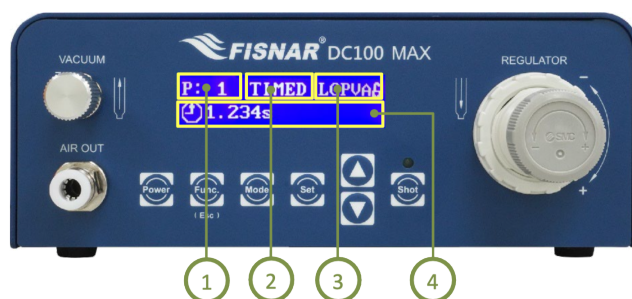 FISNAR® DC100 MAX
VACUUM
REGULATOR
P: 1 TIMED
1.234s
AIR OUT
SMC
− +
−
+
Power
Func.
Mode
Set
Shot
(Esc)
1
2
3
4